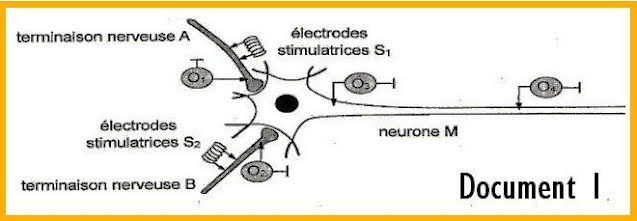 terminaison nerveuse A
électrodes
stimulatrices S1
O1
O3
O4
électrodes
stimulatrices S2
neurone M
O2
terminaison nerveuse B
Document 1